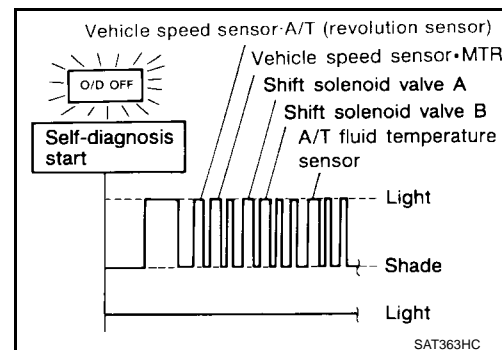 Vehicle speed sensor·A/T (revolution sensor)
Vehicle speed sensor·MTR
Shift solenoid valve A
Shift solenoid valve B
A/T fluid temperature
sensor
O/D OFF
Self-diagnosis
start
Light
Shade
Light
SAT363HC